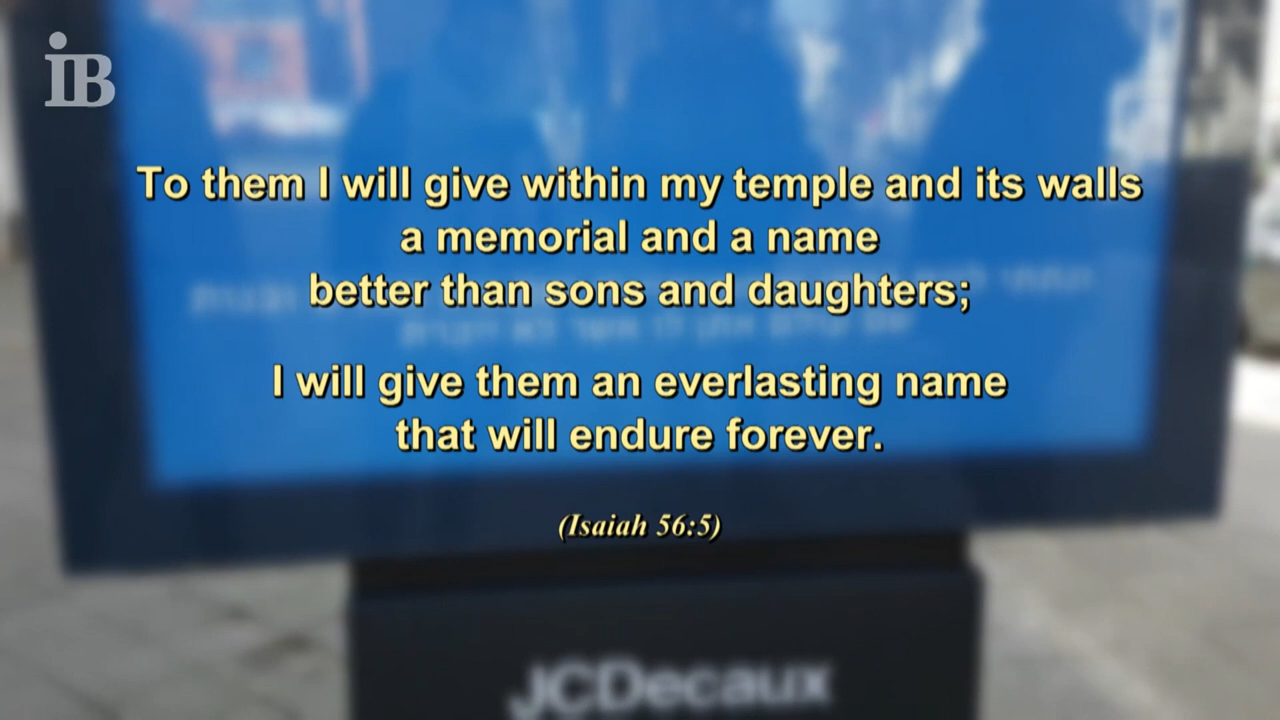 iB
To them I will give within my temple and its walls
a memorial and a name
better than sons and daughters;
I will give them an everlasting name
that will endure forever.
(Isaiah 56:5)
JCDecaux